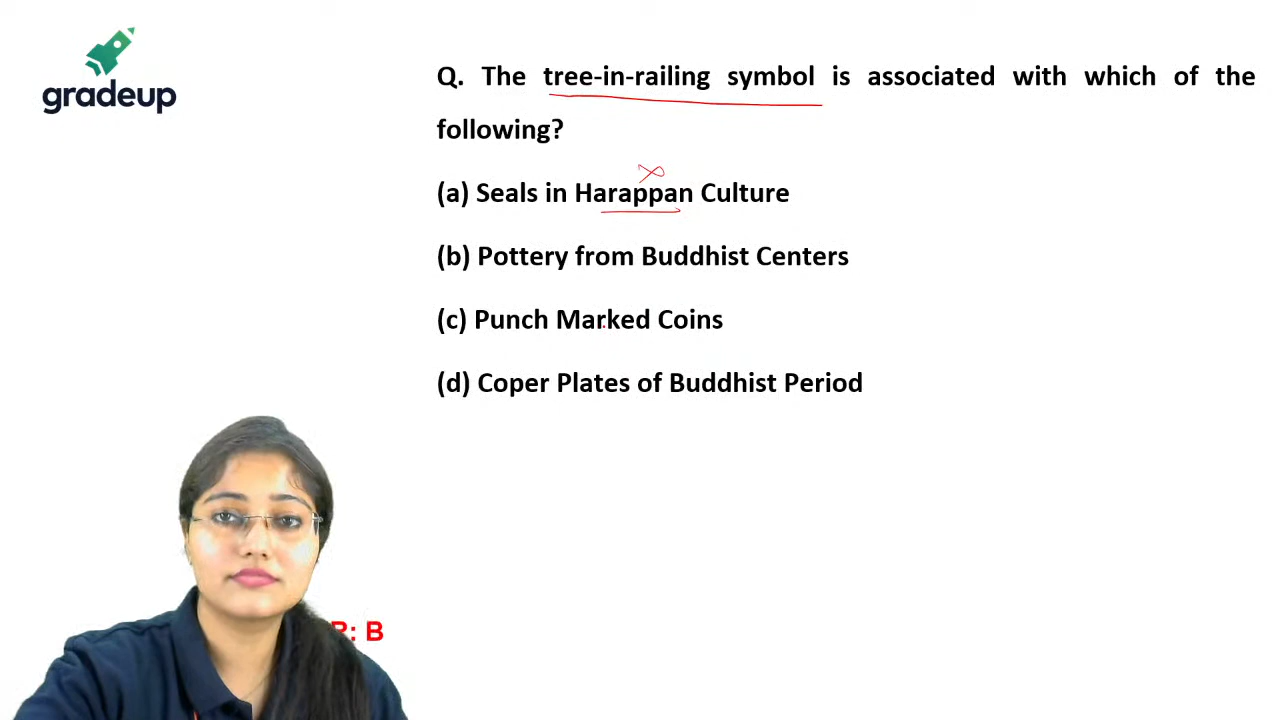 gradeup
Q. The tree-in-railing symbol is associated with which of the
following?
(a) Seals in Harappan Culture
(b) Pottery from Buddhist Centers
(c) Punch Marked Coins
(d) Coper Plates of Buddhist Period
: B